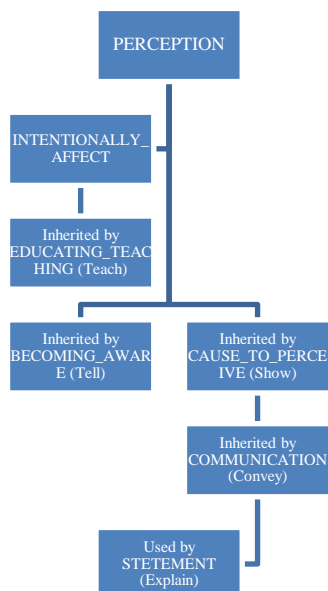 PERCEPTION
INTENTIONALLY_
AFFECT
Inherited by
EDUCATING_TEAC
HING (Teach)
Inherited by
BECOMING_AWAR
E (Tell)
Inherited by
CAUSE_TO_PERCE
IVE (Show)
Inherited by
COMMUNICATION
(Convey)
Used by
STETEMENT
(Explain)